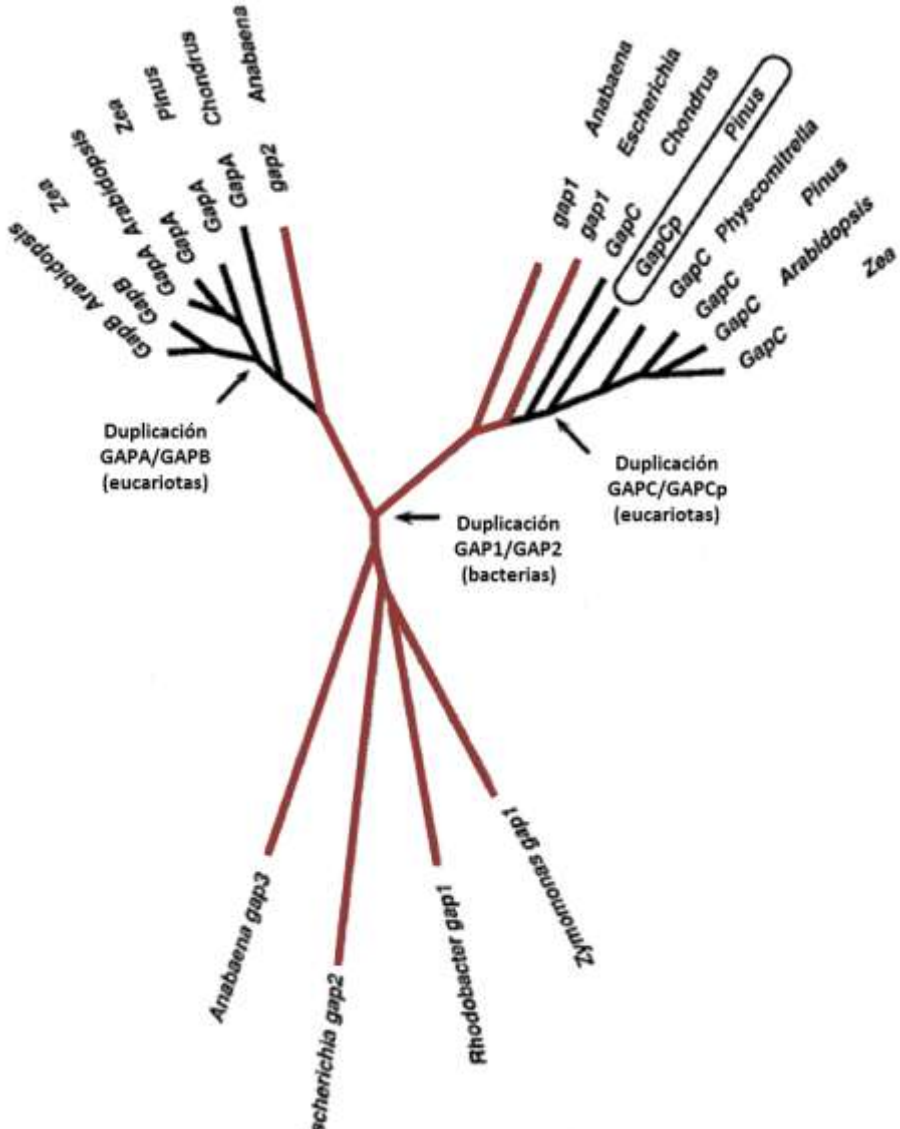 Arabidopsis GapB
Zea GapB
Arabidopsis GapA
Zea GapA
Pinus GapA
Chondrus GapA
Anabaena gap2
Anabaena gap1
Escherichia gap1
Chondrus GapC
Pinus GapCp
Physcomitrella GapC
Pinus GapC
Arabidopsis GapC
Zea GapC
Duplicación
GAPA/GAPB
(eucariotas)
Duplicación
GAPC/GAPCp
(eucariotas)
Duplicación
GAP1/GAP2
(bacterias)
Anabaena gap3
scherichia gap2
Rhodobacter gap1
Zymomonas gap1